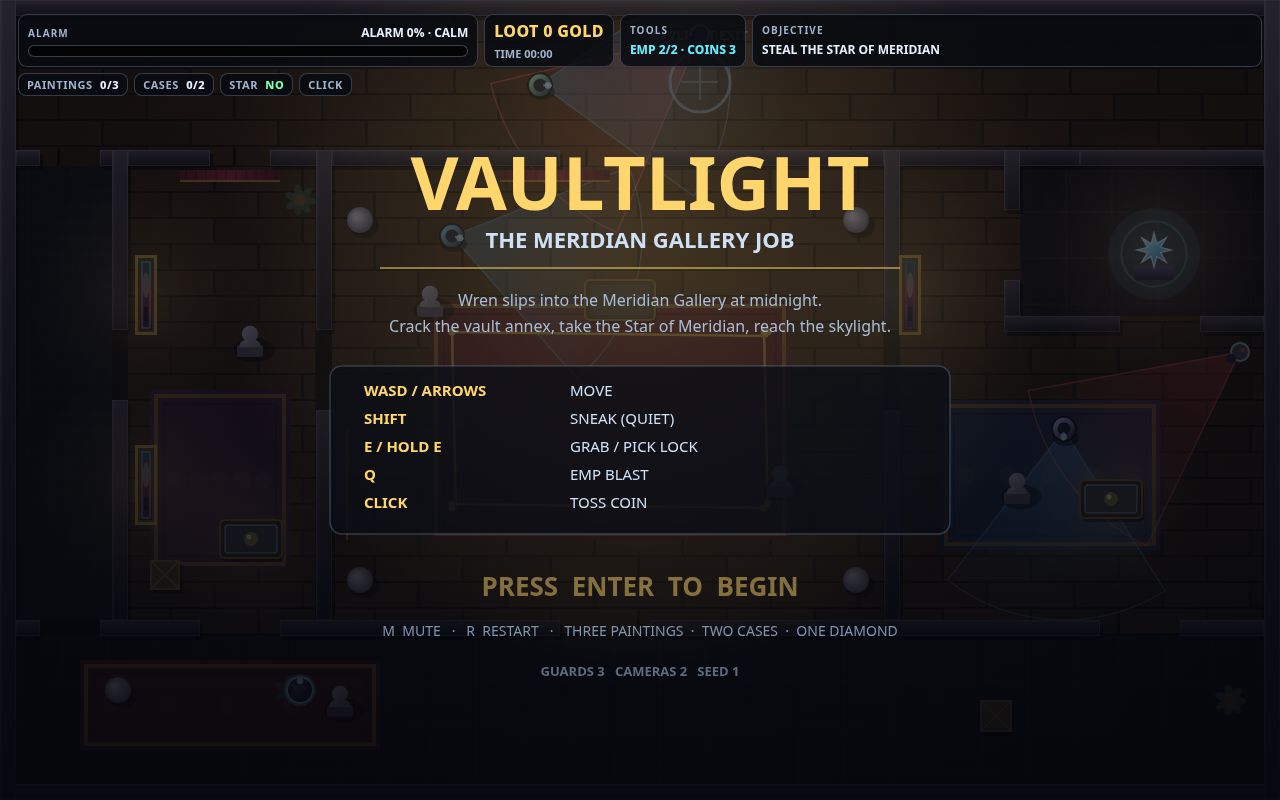 ALARM
ALARM 0% · CALM
LOOT 0 GOLD
TIME 00:00
TOOLS
EMP 2/2 · COINS 3
OBJECTIVE
STEAL THE STAR OF MERIDIAN
PAINTINGS 0/3
CASES 0/2
STAR NO
CLICK
VAULTLIGHT
THE MERIDIAN GALLERY JOB
Wren slips into the Meridian Gallery at midnight.
Crack the vault annex, take the Star of Meridian, reach the skylight.
WASD / ARROWS MOVE
SHIFT SNEAK (QUIET)
E / HOLD E GRAB / PICK LOCK
Q EMP BLAST
CLICK TOSS COIN
PRESS ENTER TO BEGIN
M MUTE · R RESTART · THREE PAINTINGS · TWO CASES · ONE DIAMOND
GUARDS 3 CAMERAS 2 SEED 1